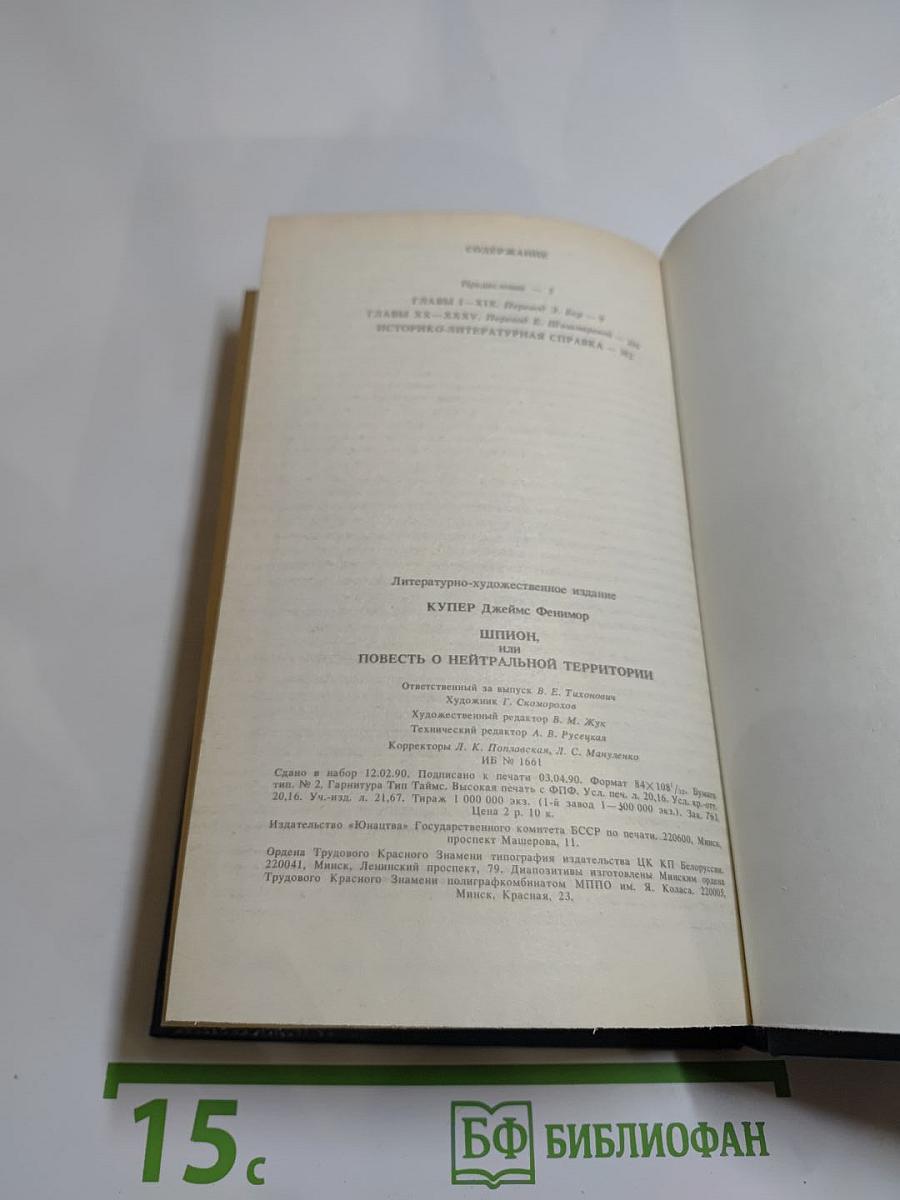 СОДЕРЖАНИЕ
Предисловие — 5
ГЛАВЫ I—XIX. Перевод Э. Бер — 9
ГЛАВЫ XX—XXXV. Перевод Е. Шишмаревой —
ИСТОРИКО-ЛИТЕРАТУРНАЯ СПРАВКА —
Литературно-художественное издание
КУПЕР Джеймс Фенимор
ШПИОН,
или
ПОВЕСТЬ О НЕЙТРАЛЬНОЙ ТЕРРИТОРИИ
Ответственный за выпуск В. Е. Тихонович
Художник Г. Скоморохов
Художественный редактор В. М. Жук
Технический редактор А. В. Русецкая
Корректоры Л. К. Попловская, Л. С. Мануленко
ИБ № 1661
Сдано в набор 12.02.90. Подписано к печати 03.04.90. Формат 84×108¹/₃₂. Бумага
тип. № 2. Гарнитура Тип Таймс. Высокая печать с ФПФ. Усл. печ. л. 20,16. Усл. кр.-отт.
20,16. Уч.-изд. л. 21,67. Тираж 1 000 000 экз. (1-й завод 1—500 000 экз.). Зак. 761.
Цена 2 р. 10 к.
Издательство «Юнацтва» Государственного комитета БССР по печати. 220600, Минск,
проспект Машерова, 11.
Ордена Трудового Красного Знамени типография издательства ЦК КП Белоруссии.
220041, Минск, Ленинский проспект, 79. Диапозитивы изготовлены Минским ордена
Трудового Красного Знамени полиграфкомбинатом МППО им. Я. Коласа. 220005,
Минск, Красная, 23.
15 с
БФ БИБЛИОФАН